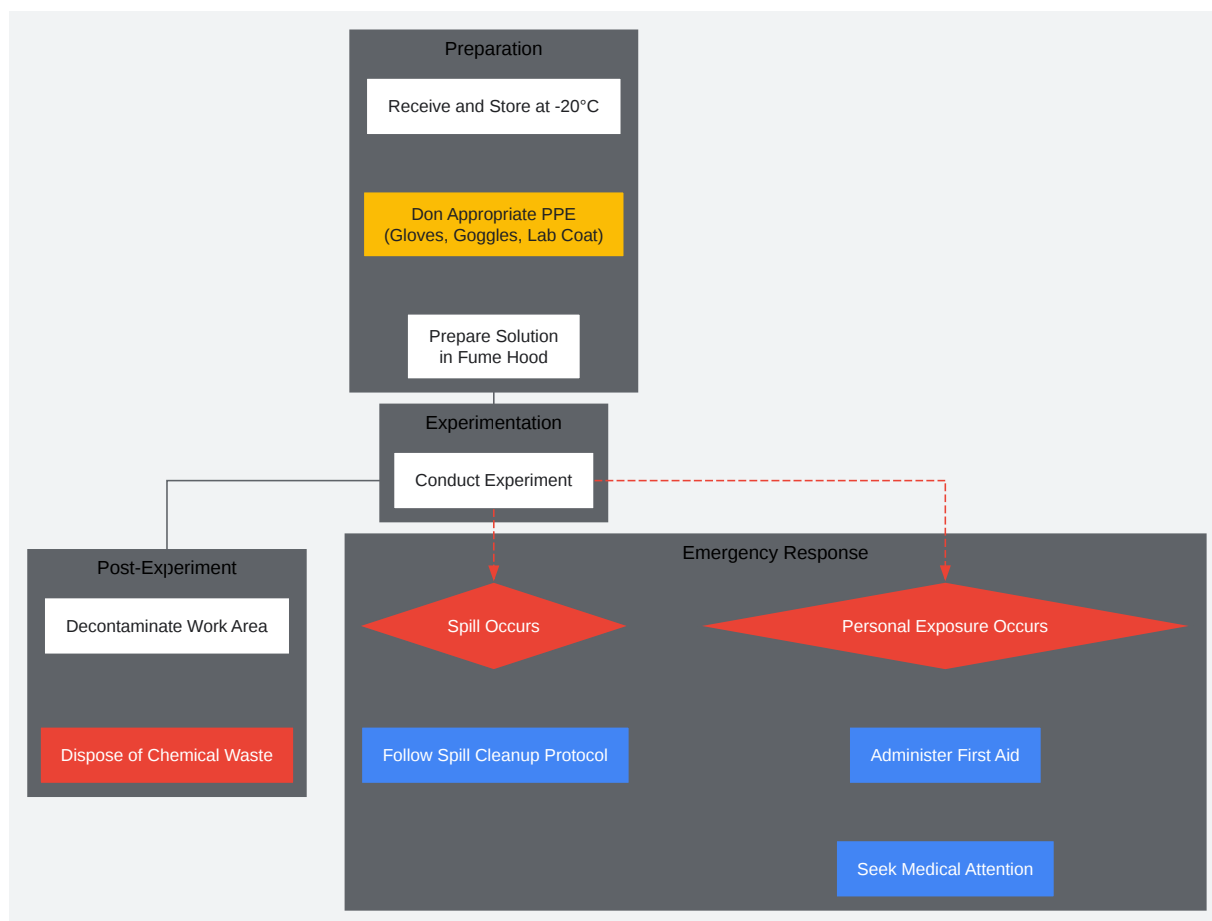 Preparation
Receive and Store at -20°C
Don Appropriate PPE
(Gloves, Goggles, Lab Coat)
Prepare Solution
in Fume Hood
Experimentation
Conduct Experiment
Post-Experiment
Decontaminate Work Area
Dispose of Chemical Waste
Emergency Response
Spill Occurs
Personal Exposure Occurs
Follow Spill Cleanup Protocol
Administer First Aid
Seek Medical Attention